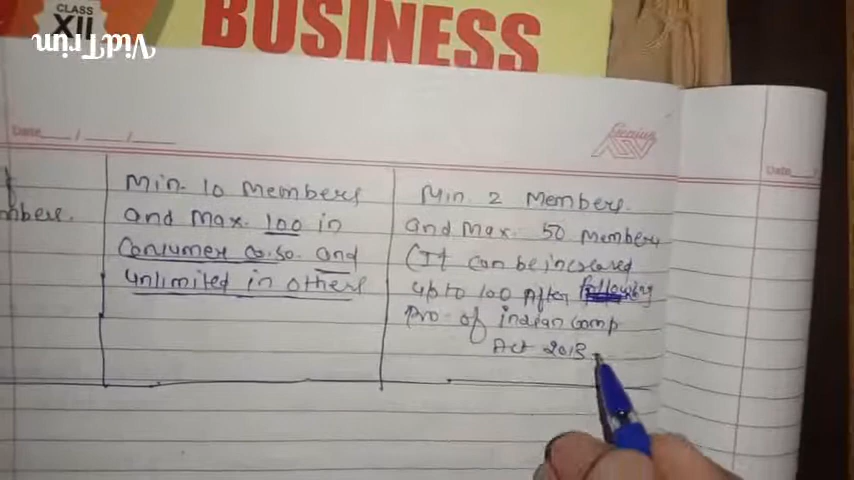 CLASS
XII
BUSINESS
VidTrim
Date / /
Genius
Date
mbers.
Min. 10 Members
and Max. 100 in
Consumer co. so. and
unlimited in others
Min. 2 Members.
and Max. 50 Members
(It can be increased
upto 100 After following
Pro. of indian Comp
Act 2013